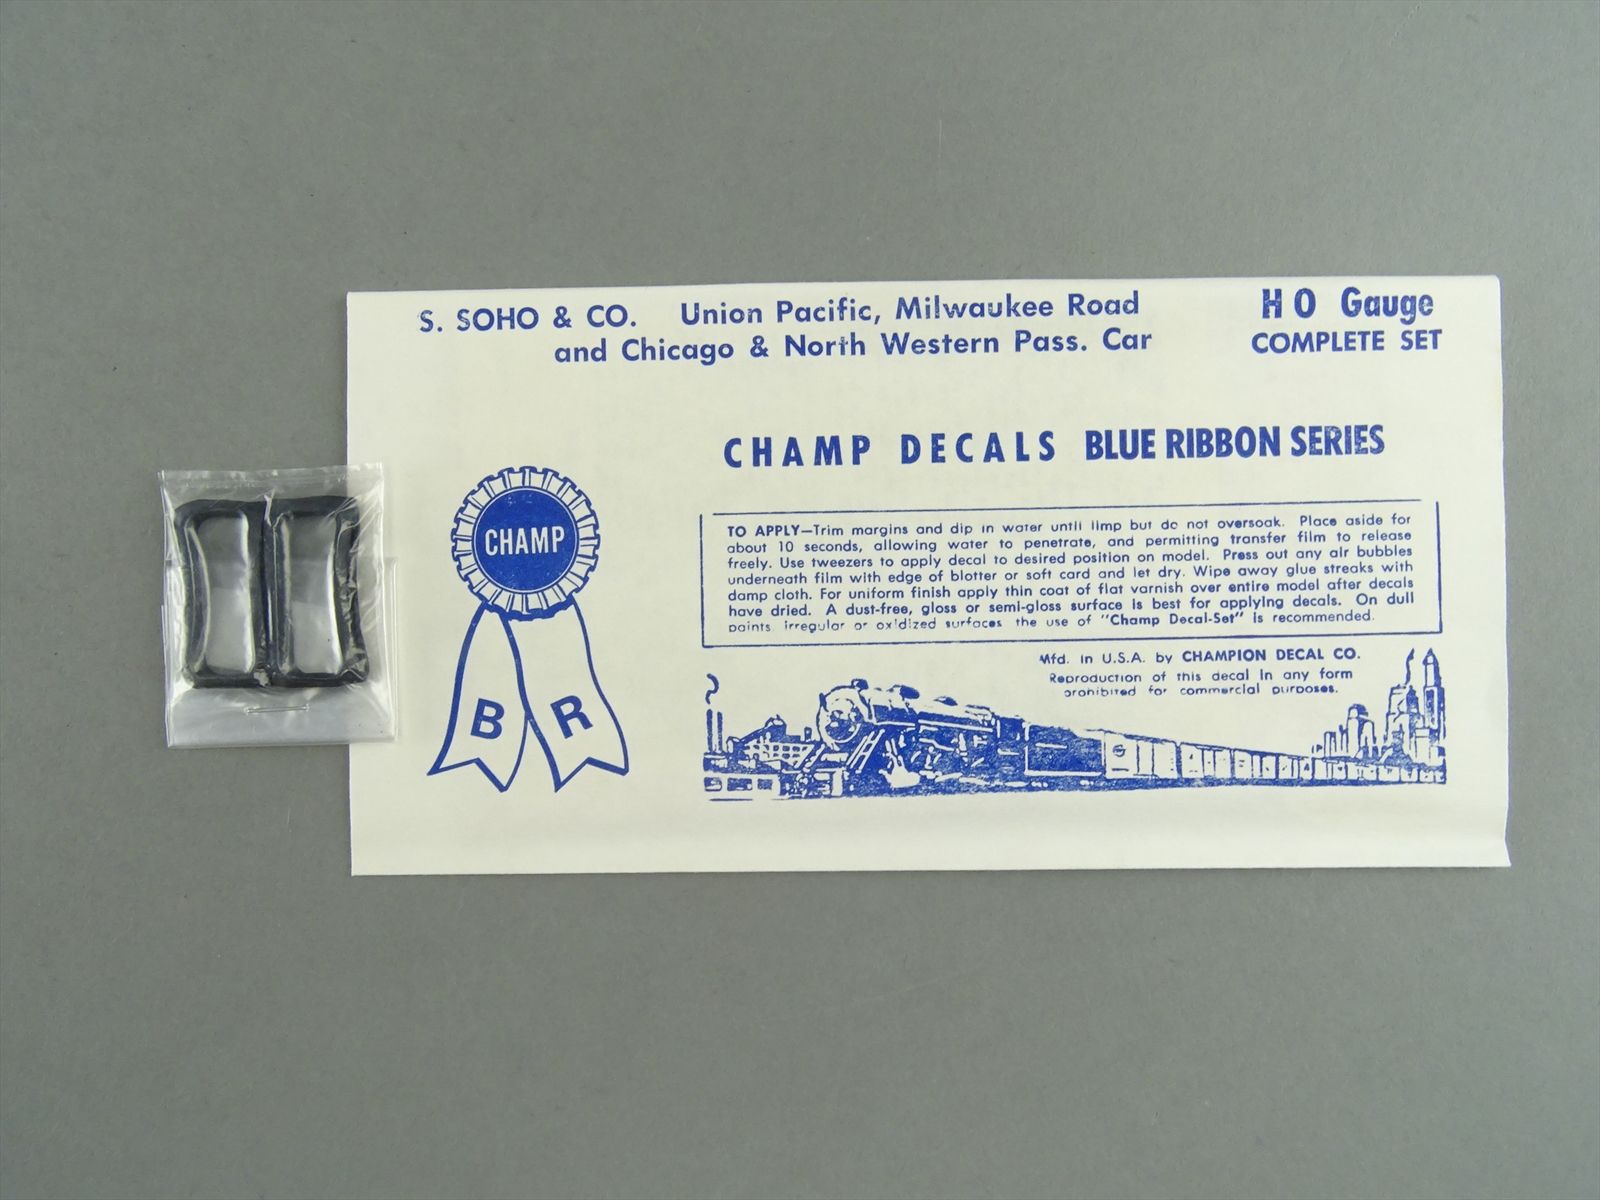 S. SOHO & CO. Union Pacific, Milwaukee Road
and Chicago & North Western Pass. Car
HO Gauge
COMPLETE SET
CHAMP DECALS BLUE RIBBON SERIES
CHAMP
B R
TO APPLY—Trim margins and dip in water until limp but do not oversoak. Place aside for
about 10 seconds, allowing water to penetrate, and permitting transfer film to release
freely. Use tweezers to apply decal to desired position on model. Press out any air bubbles
underneath film with edge of blotter or soft card and let dry. Wipe away glue streaks with
damp cloth. For uniform finish apply thin coat of flat varnish over entire model after decals
have dried. A dust-free, gloss or semi-gloss surface is best for applying decals. On dull
paints irregular or oxidized surfaces the use of "Champ Decal-Set" is recommended.
Mfd. in U.S.A. by CHAMPION DECAL CO.
Reproduction of this decal in any form
prohibited for commercial purposes.